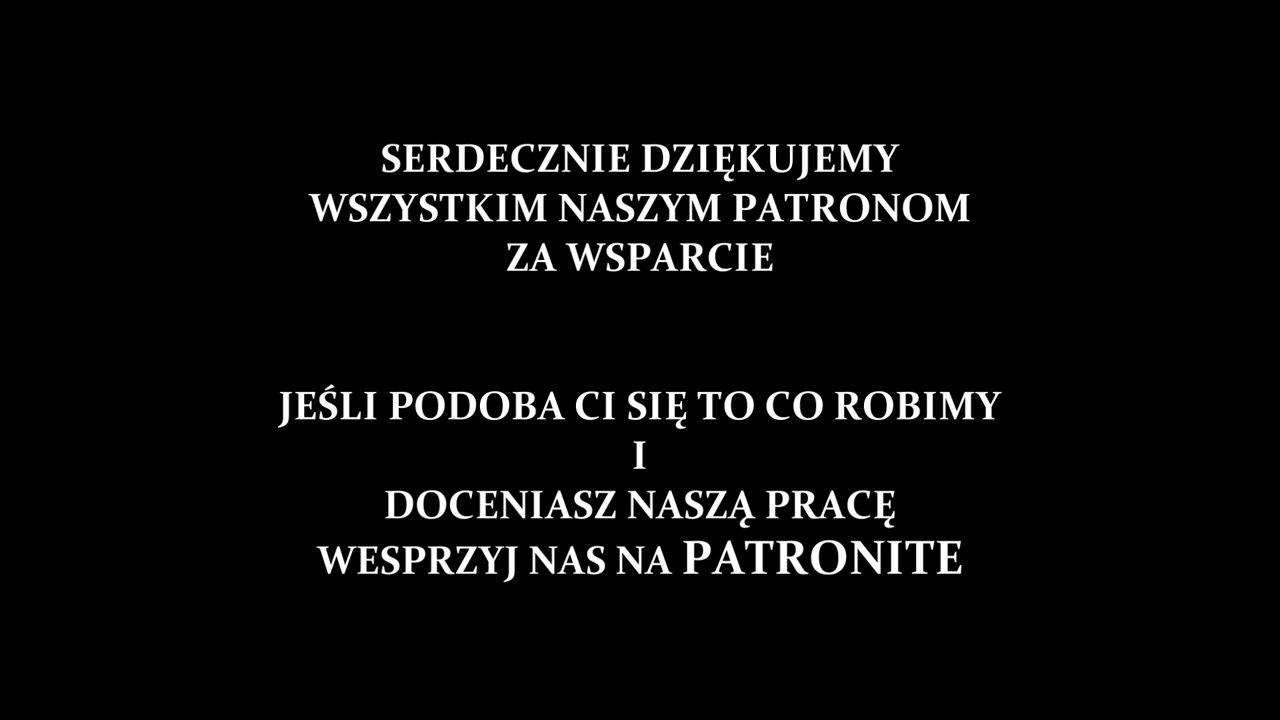 SERDECZNIE DZIĘKUJEMY
WSZYSTKIM NASZYM PATRONOM
ZA WSPARCIE
JEŚLI PODOBA CI SIĘ TO CO ROBIMY
I
DOCENIASZ NASZĄ PRACĘ
WESPRZYJ NAS NA PATRONITE